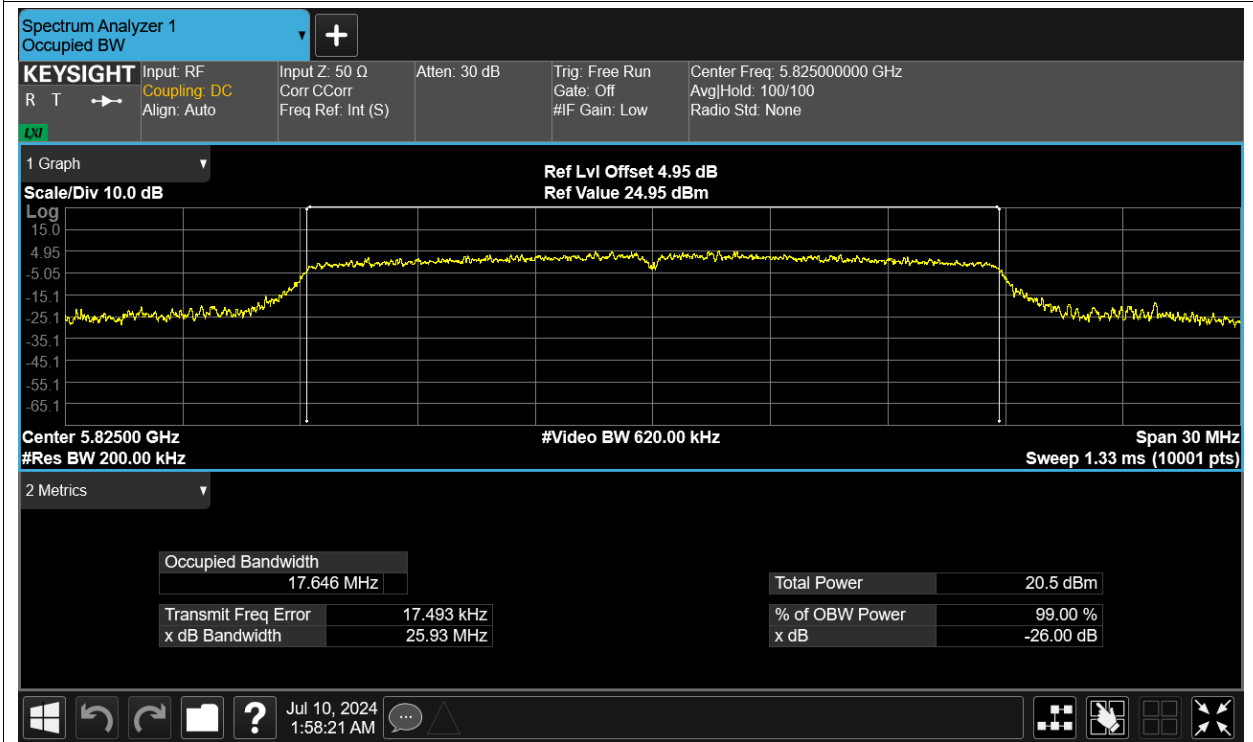 Spectrum Analyzer 1
Occupied BW
KEYSIGHT
R T
LXI
Input: RF
Coupling: DC
Align: Auto
Input Z: 50 Ω
Corr CCorr
Freq Ref: Int (S)
Atten: 30 dB
Trig: Free Run
Gate: Off
#IF Gain: Low
Center Freq: 5.825000000 GHz
Avg|Hold: 100/100
Radio Std: None
1 Graph
Scale/Div 10.0 dB
Ref Lvl Offset 4.95 dB
Ref Value 24.95 dBm
Log
15.0
4.95
-5.05
-15.1
-25.1
-35.1
-45.1
-55.1
-65.1
Center 5.82500 GHz
#Video BW 620.00 kHz
Span 30 MHz
#Res BW 200.00 kHz
Sweep 1.33 ms (10001 pts)
2 Metrics
Occupied Bandwidth
17.646 MHz
Total Power 20.5 dBm
Transmit Freq Error 17.493 kHz
% of OBW Power 99.00 %
x dB Bandwidth 25.93 MHz
x dB -26.00 dB
?
Jul 10, 2024
1:58:21 AM